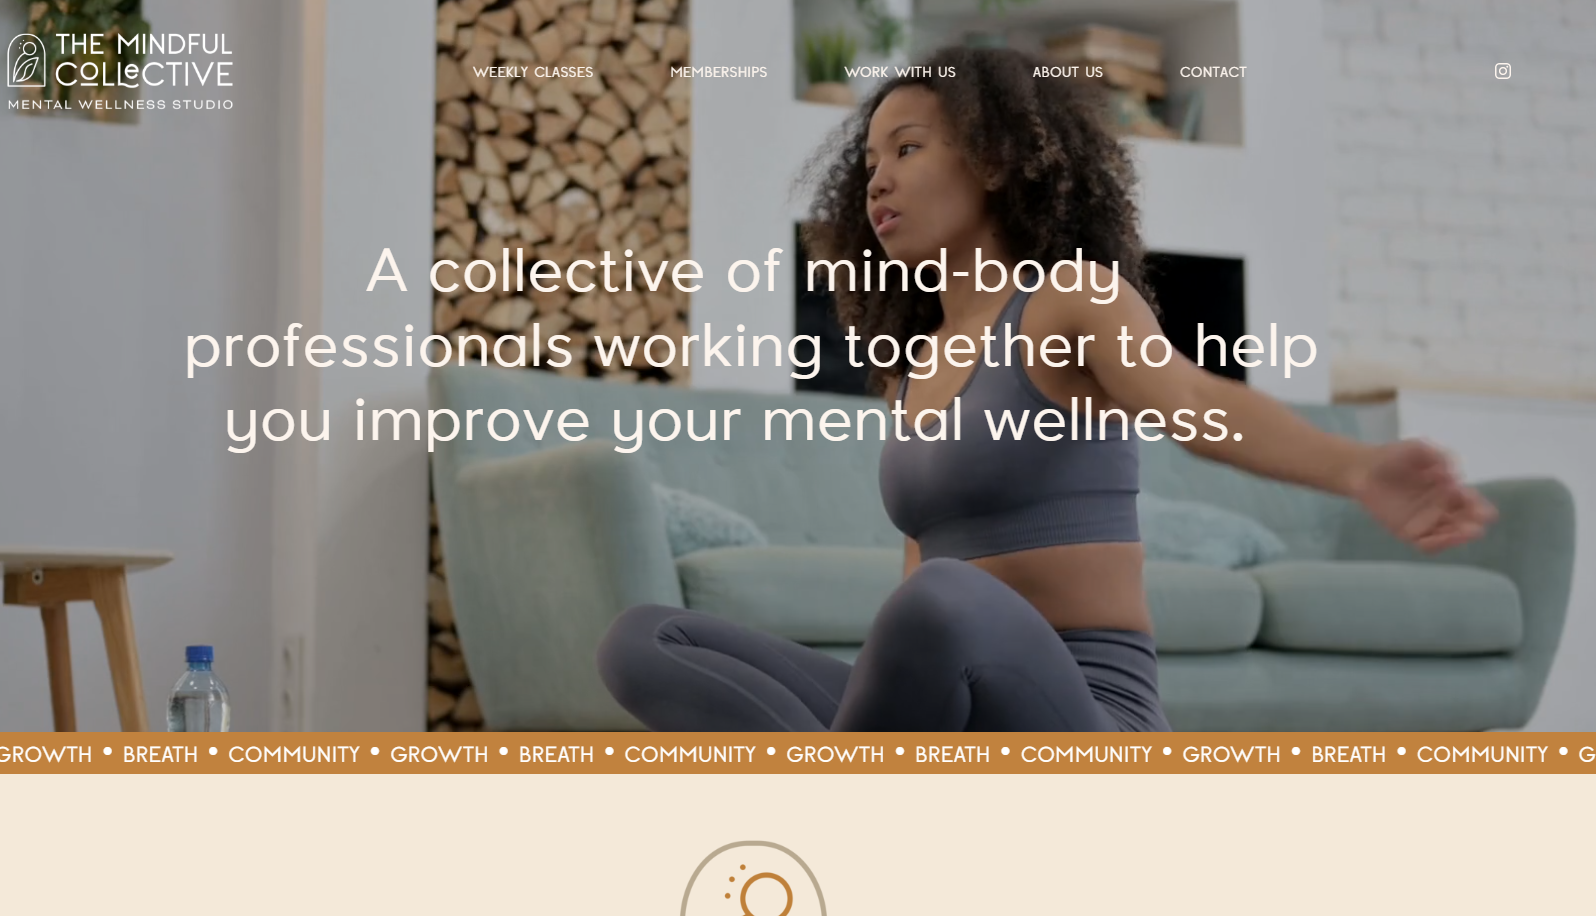 THE MINDFUL
COLLeCTIVE
MENTAL WELLNESS STUDIO
WEEKLY CLASSES
MEMBERSHIPS
WORK WITH US
ABOUT US
CONTACT
A collective of mind-body
professionals working together to help
you improve your mental wellness.
GROWTH • BREATH • COMMUNITY • GROWTH • BREATH • COMMUNITY • GROWTH • BREATH • COMMUNITY • GROWTH • BREATH • COMMUNITY • G